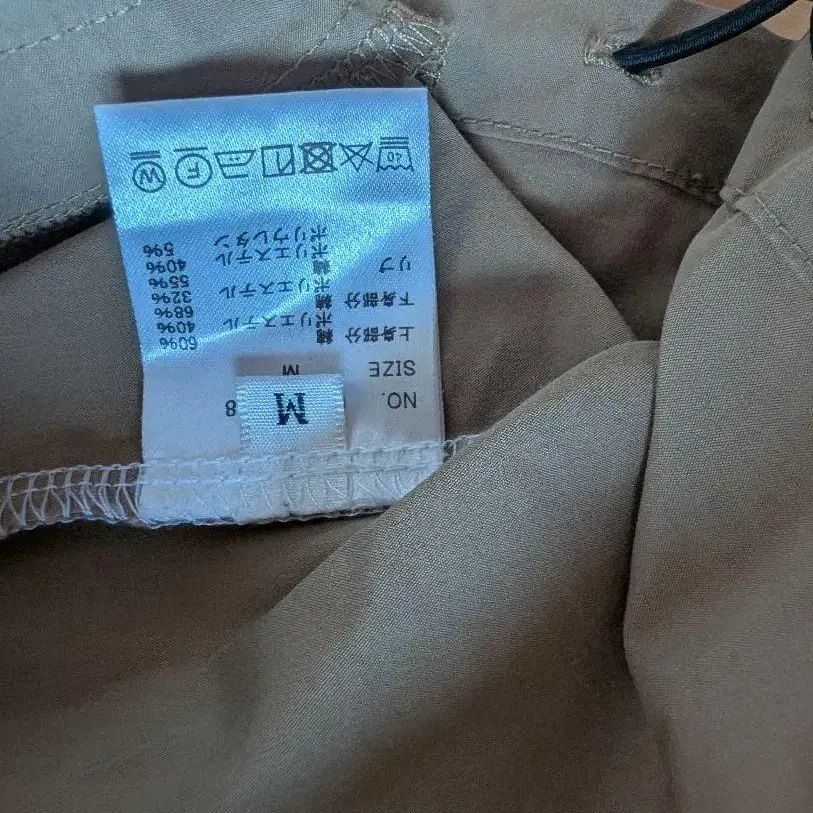 NO. 8
M
SIZE M
上身部分 綿 60%
ポリエステル 40%
下身部分 綿 68%
ポリエステル 32%
リブ 綿 55%
ポリエステル 40%
ポリウレタン 5%
40 F W